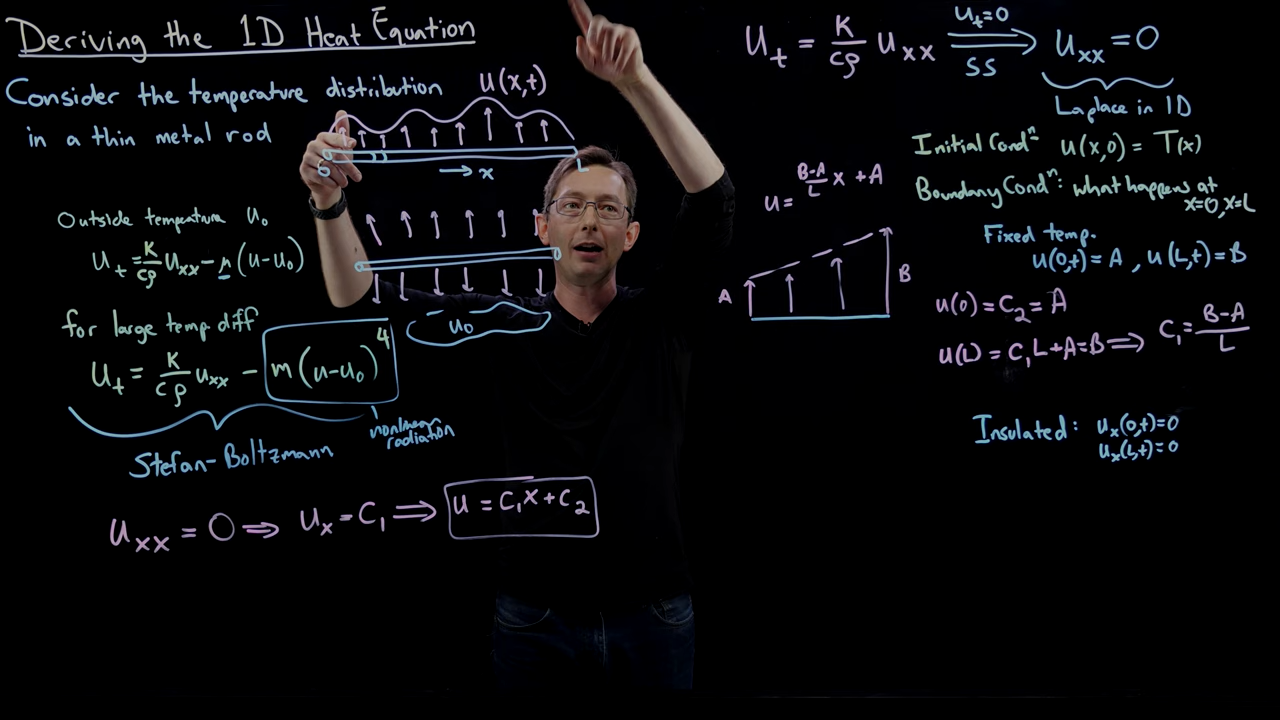 Deriving the 1D Heat Equation
Consider the temperature distribution u(x,t)
in a thin metal rod
0 → x L
Outside temperature u₀
u_t = K/cρ u_xx − m(u−u₀)
u₀
for large temp. diff
u_t = K/cρ u_xx − m(u−u₀)⁴
nonlinear
radiation
Stefan-Boltzmann
u_xx = 0 ⇒ u_x = C₁ ⇒ u = C₁x + C₂
u_t = K/cρ u_xx ⇒ u_xx = 0
u_t=0
SS
Laplace in 1D
Initial Condⁿ u(x,0) = T(x)
Boundary Condⁿ: what happens at
x=0, x=L
u = B-A/L x + A
A B
Fixed temp.
u(0,t) = A, u(L,t) = B
u(0) = C₂ = A
u(L) = C₁L+A=B ⇒ C₁ = B-A/L
Insulated: u_x(0,t)=0
u_x(L,t)=0